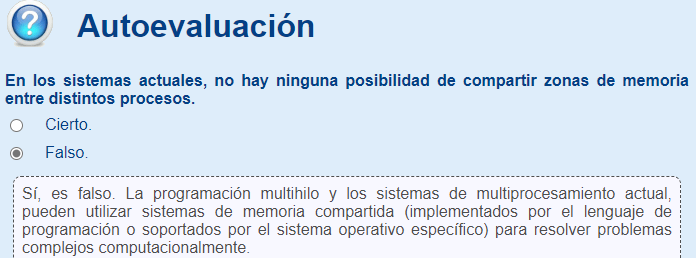 Autoevaluación
En los sistemas actuales, no hay ninguna posibilidad de compartir zonas de memoria
entre distintos procesos.
Cierto.
Falso.
Sí, es falso. La programación multihilo y los sistemas de multiprocesamiento actual,
pueden utilizar sistemas de memoria compartida (implementados por el lenguaje de
programación o soportados por el sistema operativo específico) para resolver problemas
complejos computacionalmente.